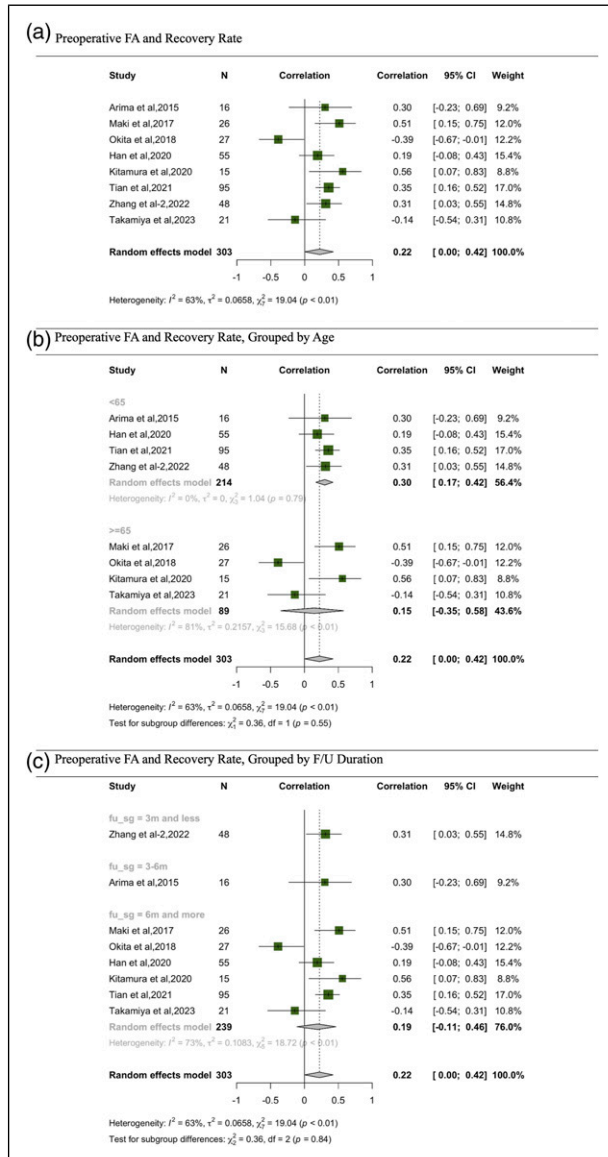 (a) Preoperative FA and Recovery Rate
Study N Correlation Correlation 95% CI Weight
Arima et al,2015 16 0.30 [-0.23; 0.69] 9.2%
Maki et al,2017 26 0.51 [ 0.15; 0.75] 12.0%
Okita et al,2018 27 -0.39 [-0.67; -0.01] 12.2%
Han et al,2020 55 0.19 [-0.08; 0.43] 15.4%
Kitamura et al,2020 15 0.56 [ 0.07; 0.83] 8.8%
Tian et al,2021 95 0.35 [ 0.16; 0.52] 17.0%
Zhang et al-2,2022 48 0.31 [ 0.03; 0.55] 14.8%
Takamiya et al,2023 21 -0.14 [-0.54; 0.31] 10.8%
Random effects model 303 0.22 [ 0.00; 0.42] 100.0%
-1 -0.5 0 0.5 1
Heterogeneity: I² = 63%, τ² = 0.0658, χ²₇ = 19.04 (p < 0.01)
(b) Preoperative FA and Recovery Rate, Grouped by Age
Study N Correlation Correlation 95% CI Weight
<65
Arima et al,2015 16 0.30 [-0.23; 0.69] 9.2%
Han et al,2020 55 0.19 [-0.08; 0.43] 15.4%
Tian et al,2021 95 0.35 [ 0.16; 0.52] 17.0%
Zhang et al-2,2022 48 0.31 [ 0.03; 0.55] 14.8%
Random effects model 214 0.30 [ 0.17; 0.42] 56.4%
Heterogeneity: I² = 0%, τ² = 0, χ²₃ = 1.04 (p = 0.79)
>=65
Maki et al,2017 26 0.51 [ 0.15; 0.75] 12.0%
Okita et al,2018 27 -0.39 [-0.67; -0.01] 12.2%
Kitamura et al,2020 15 0.56 [ 0.07; 0.83] 8.8%
Takamiya et al,2023 21 -0.14 [-0.54; 0.31] 10.8%
Random effects model 89 0.15 [-0.35; 0.58] 43.6%
Heterogeneity: I² = 81%, τ² = 0.2157, χ²₃ = 15.68 (p < 0.01)
Random effects model 303 0.22 [ 0.00; 0.42] 100.0%
-1 -0.5 0 0.5 1
Heterogeneity: I² = 63%, τ² = 0.0658, χ²₇ = 19.04 (p < 0.01)
Test for subgroup differences: χ²₁ = 0.36, df = 1 (p = 0.55)
(c) Preoperative FA and Recovery Rate, Grouped by F/U Duration
Study N Correlation Correlation 95% CI Weight
fu_sg = 3m and less
Zhang et al-2,2022 48 0.31 [ 0.03; 0.55] 14.8%
fu_sg = 3-6m
Arima et al,2015 16 0.30 [-0.23; 0.69] 9.2%
fu_sg = 6m and more
Maki et al,2017 26 0.51 [ 0.15; 0.75] 12.0%
Okita et al,2018 27 -0.39 [-0.67; -0.01] 12.2%
Han et al,2020 55 0.19 [-0.08; 0.43] 15.4%
Kitamura et al,2020 15 0.56 [ 0.07; 0.83] 8.8%
Tian et al,2021 95 0.35 [ 0.16; 0.52] 17.0%
Takamiya et al,2023 21 -0.14 [-0.54; 0.31] 10.8%
Random effects model 239 0.19 [-0.11; 0.46] 76.0%
Heterogeneity: I² = 73%, τ² = 0.1083, χ²₅ = 18.72 (p < 0.01)
Random effects model 303 0.22 [ 0.00; 0.42] 100.0%
-1 -0.5 0 0.5 1
Heterogeneity: I² = 63%, τ² = 0.0658, χ²₇ = 19.04 (p < 0.01)
Test for subgroup differences: χ²₂ = 0.36, df = 2 (p = 0.84)